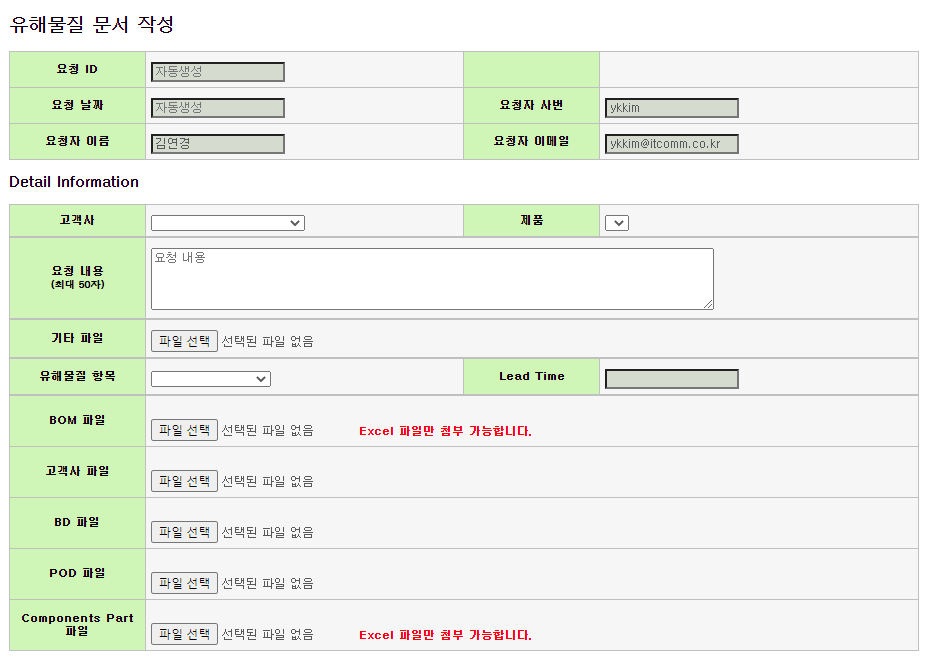 유해물질 문서 작성
요청 ID 자동생성
요청 날짜 자동생성 요청자 사번 ykkim
요청자 이름 김연경 요청자 이메일 ykkim@itcomm.co.kr
Detail Information
고객사 제품
요청 내용
(최대 50자)
요청 내용
기타 파일 파일 선택 선택된 파일 없음
유해물질 항목 Lead Time
BOM 파일 파일 선택 선택된 파일 없음 Excel 파일만 첨부 가능합니다.
고객사 파일 파일 선택 선택된 파일 없음
BD 파일 파일 선택 선택된 파일 없음
POD 파일 파일 선택 선택된 파일 없음
Components Part
파일
파일 선택 선택된 파일 없음 Excel 파일만 첨부 가능합니다.